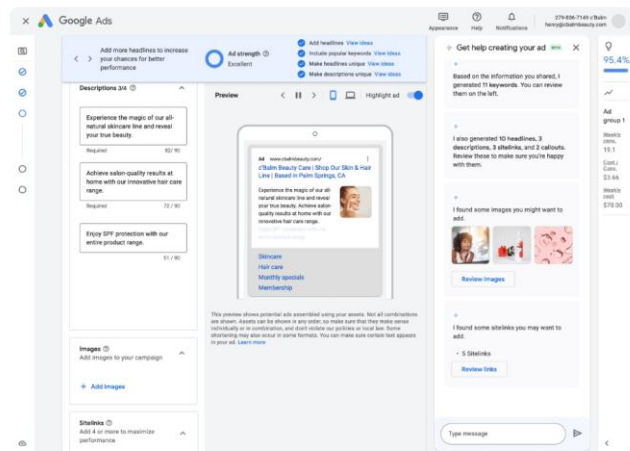 Google Ads
Appearance
Help
Notifications
Add more headlines to increase
your chances for better
performance
Ad strength
Excellent
Add headlines View ideas
Include popular keywords View ideas
Make headlines unique View ideas
Make descriptions unique View ideas
Descriptions 3/4
Experience the magic of our all-
natural skincare line and reveal
your true beauty.
Required
82/ 90
Achieve salon-quality results at
home with our innovative hair care
range.
Required
72 / 90
Enjoy SPF protection with our
entire product range.
51 / 90
Images
Add images to your campaign
+ Add Images
Sitelinks
Add 4 or more to maximize
performance
Preview
Highlight ad
Ad
c'Balm Beauty Care | Shop Our Skin & Hair
Line | Based in Palm Springs, CA
Experience the magic of our all-
natural skincare line and reveal
your true beauty. Achieve salon-
quality results at home with our
innovative hair care range.
Skincare
Hair care
Monthly specials
Membership
This preview shows potential ads assembled using your assets. Not all combinations
are shown. Assets can be shown in any order, so make sure that they make sense
individually or in combination, and don't violate our policies or local law. Some
shortening may also occur in some formats. You can make sure certain text appears
in your ad. Learn more
Get help creating your ad
Based on the information you shared, I
generated 11 keywords. You can review
them on the left.
I also generated 10 headlines, 3
descriptions, 3 sitelinks, and 2 callouts.
Review these to make sure you're happy
with them.
I found some images you might want to
add.
Review images
I found some sitelinks you may want to
add.
• 5 Sitelinks
Review links
Type message
95.4%
Ad
group 1
19.1
$3.66
$70.00